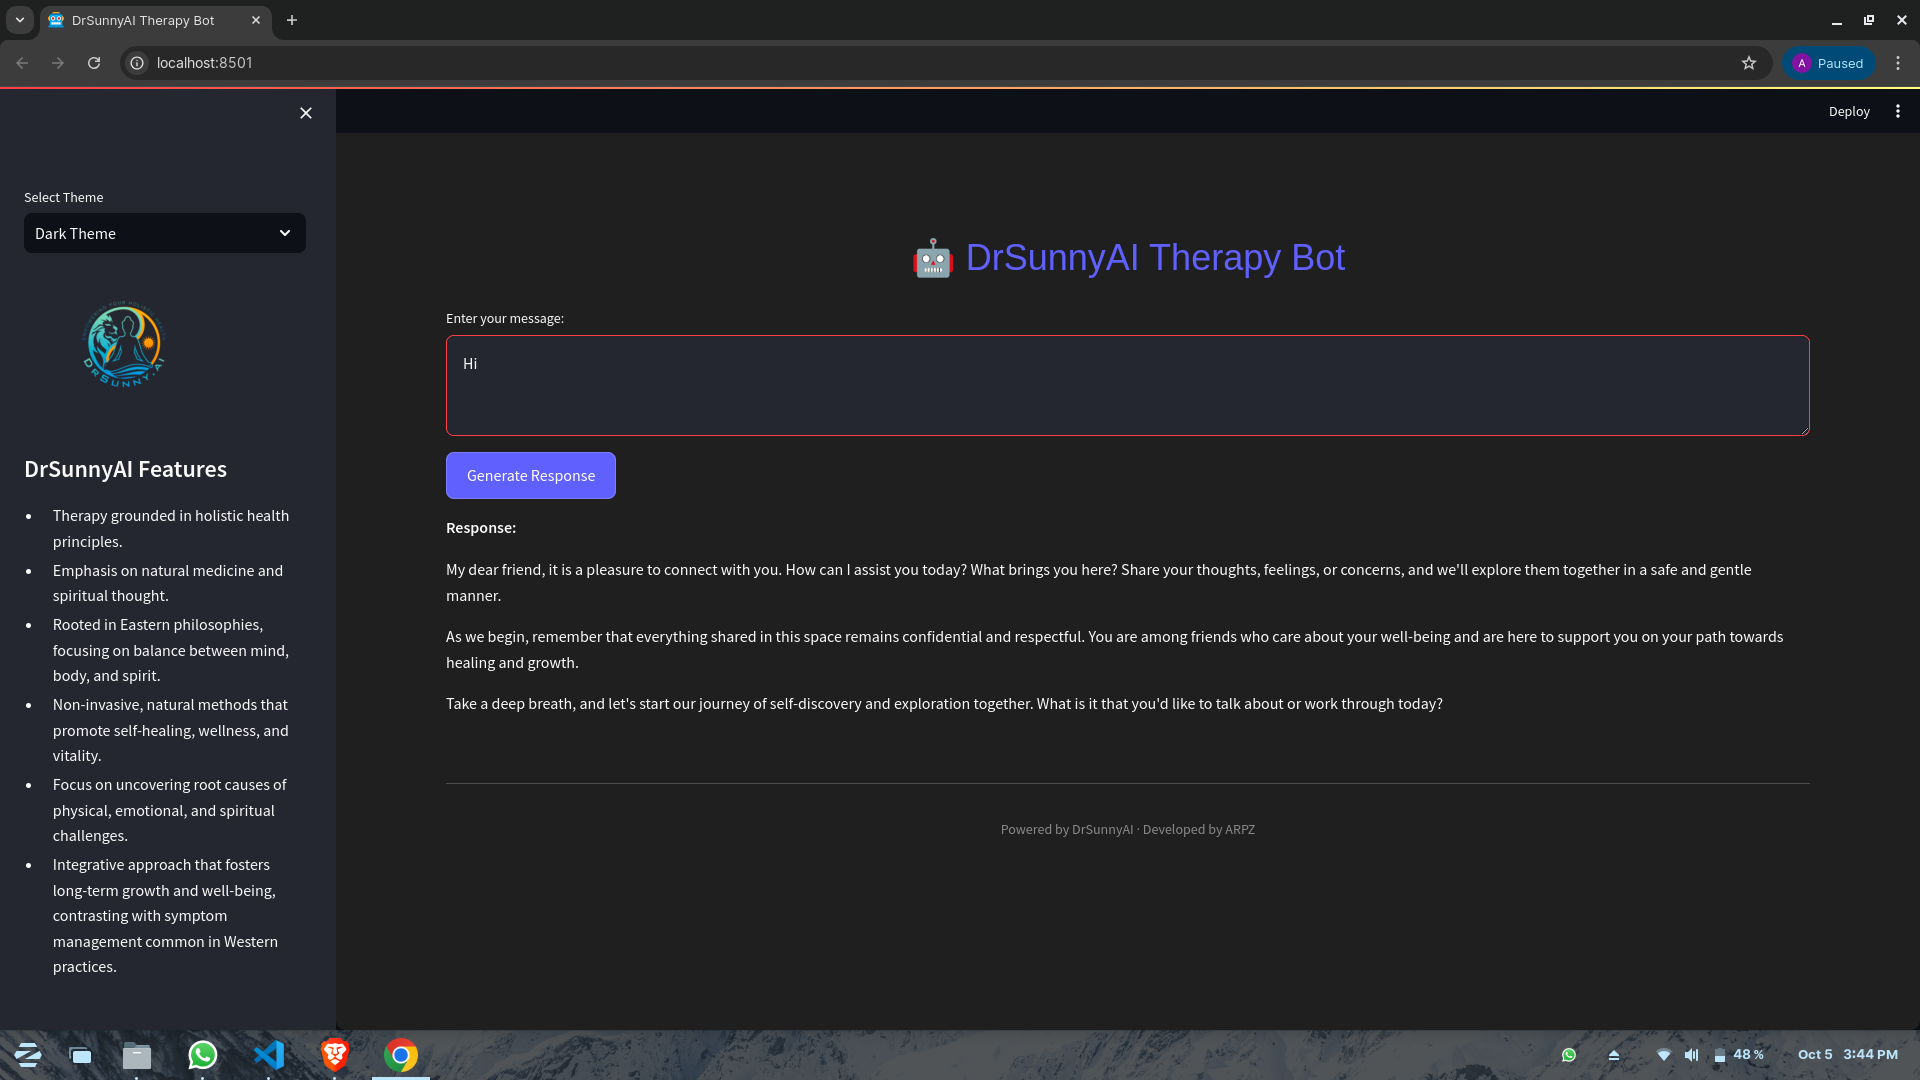 DrSunnyAI Therapy Bot
localhost:8501
A Paused
Deploy
Select Theme
Dark Theme
DRSUNNY·AI
DrSunnyAI Features
Therapy grounded in holistic health
principles.
Emphasis on natural medicine and
spiritual thought.
Rooted in Eastern philosophies,
focusing on balance between mind,
body, and spirit.
Non-invasive, natural methods that
promote self-healing, wellness, and
vitality.
Focus on uncovering root causes of
physical, emotional, and spiritual
challenges.
Integrative approach that fosters
long-term growth and well-being,
contrasting with symptom
management common in Western
practices.
DrSunnyAI Therapy Bot
Enter your message:
Hi
Generate Response
Response:
My dear friend, it is a pleasure to connect with you. How can I assist you today? What brings you here? Share your thoughts, feelings, or concerns, and we'll explore them together in a safe and gentle
manner.
As we begin, remember that everything shared in this space remains confidential and respectful. You are among friends who care about your well-being and are here to support you on your path towards
healing and growth.
Take a deep breath, and let's start our journey of self-discovery and exploration together. What is it that you'd like to talk about or work through today?
Powered by DrSunnyAI · Developed by ARPZ
48 %
Oct 5 3:44 PM